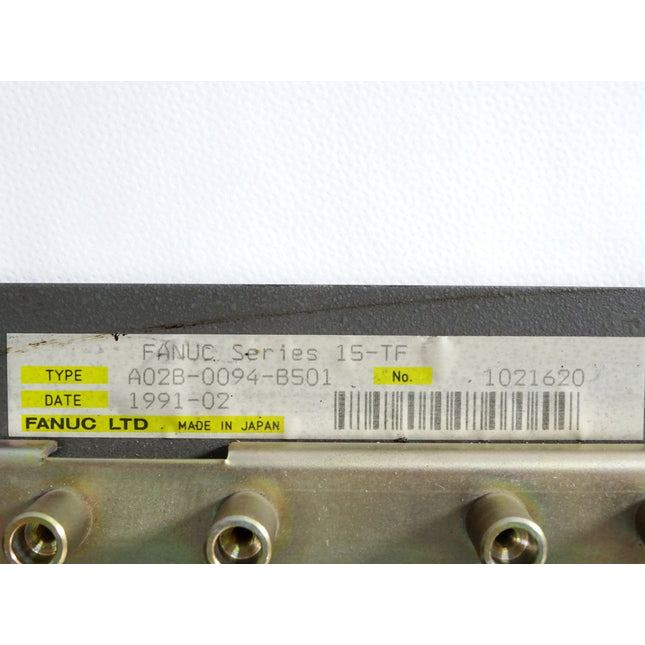 FANUC Series 15-TF
TYPE A02B-0094-B501 No. 1021620
DATE 1991-02
FANUC LTD MADE IN JAPAN